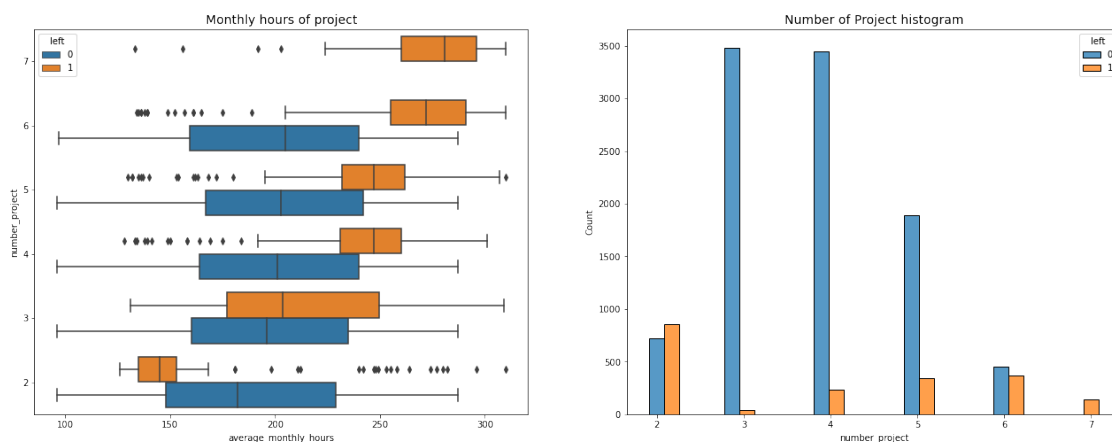 Monthly hours of project
left
0
1
7
6
5
4
3
2
number_project
100 150 200 250 300
average_monthly_hours
Number of Project histogram
left
0
1
3500
3000
2500
2000
1500
1000
500
0
Count
2 3 4 5 6 7
number_project